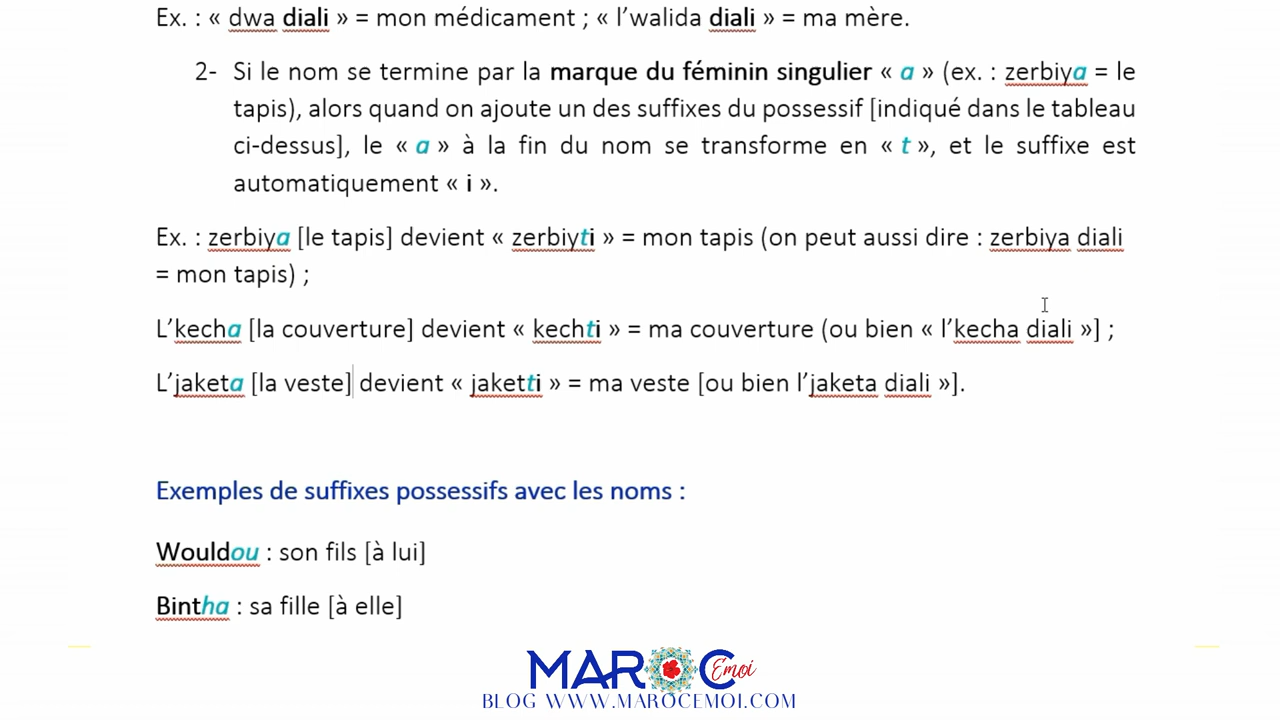 Ex. : « dwa diali » = mon médicament ; « l’walida diali » = ma mère.
2- Si le nom se termine par la marque du féminin singulier « a » (ex. : zerbiya = le
tapis), alors quand on ajoute un des suffixes du possessif [indiqué dans le tableau
ci-dessus], le « a » à la fin du nom se transforme en « t », et le suffixe est
automatiquement « i ».
Ex. : zerbiya [le tapis] devient « zerbiyti » = mon tapis (on peut aussi dire : zerbiya diali
= mon tapis) ;
L’kecha [la couverture] devient « kechti » = ma couverture (ou bien « l’kecha diali »] ;
L’jaketa [la veste] devient « jaketti » = ma veste [ou bien l’jaketa diali »].
Exemples de suffixes possessifs avec les noms :
Wouldou : son fils [à lui]
Bintha : sa fille [à elle]
MAROC Emoi
BLOG WWW.MAROCEMOI.COM